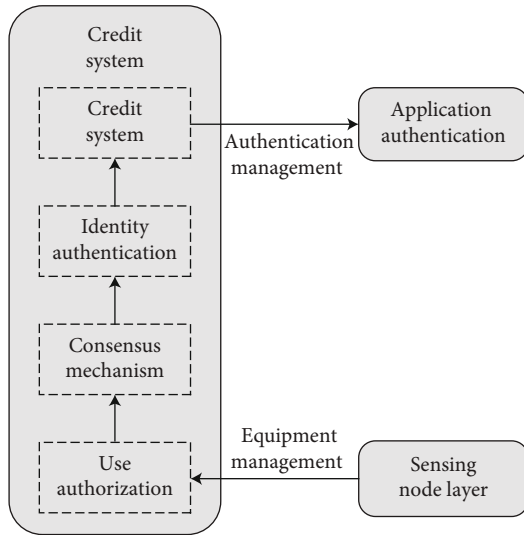 Credit
system
Credit
system
Application
authentication
Authentication
management
Identity
authentication
Consensus
mechanism
Use
authorization
Equipment
management
Sensing
node layer